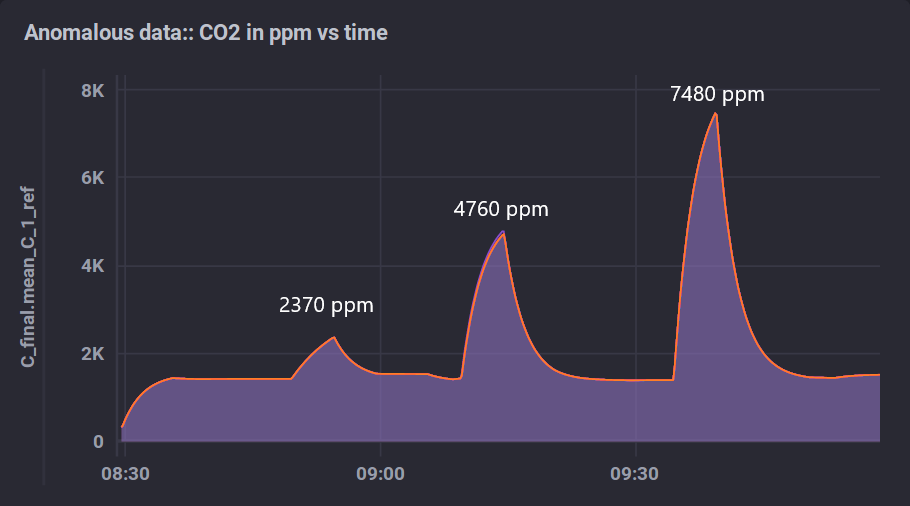 Anomalous data:: CO2 in ppm vs time
C_final.mean_C_1_ref
8K
6K
4K
2K
0
2370 ppm
4760 ppm
7480 ppm
08:30
09:00
09:30